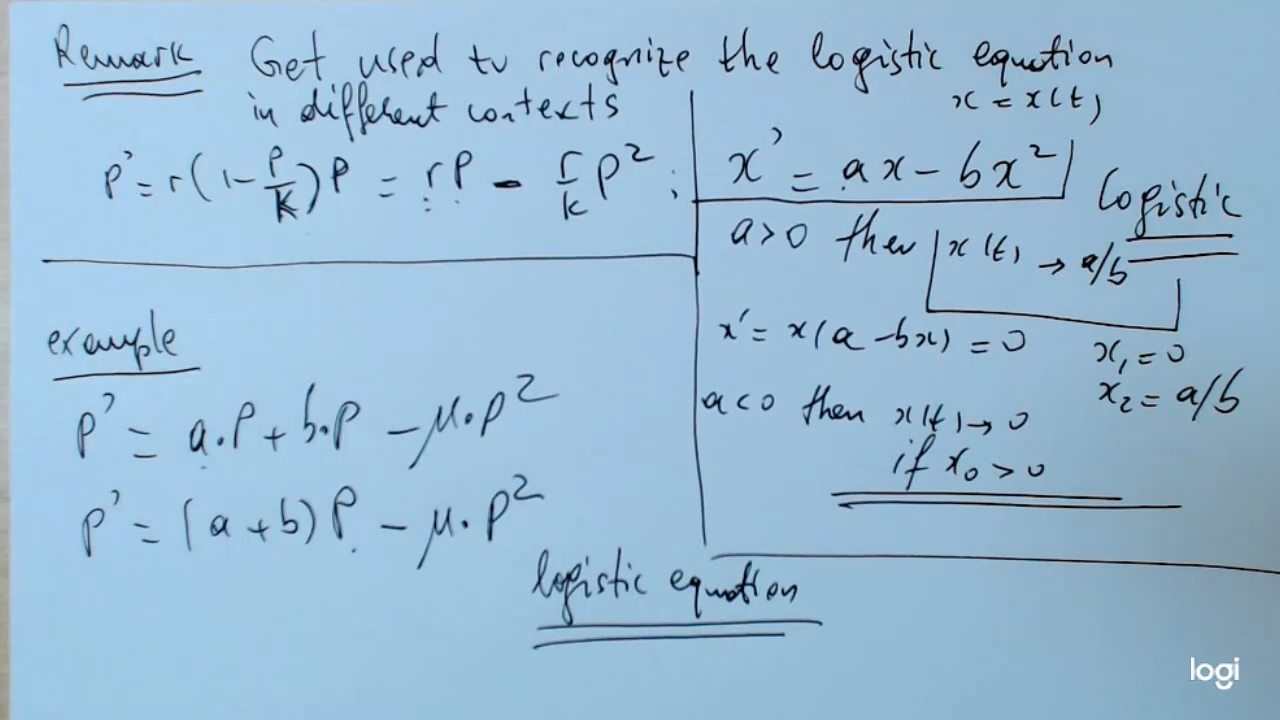 Remark Get used to recognize the logistic equation
in different contexts
p' = r(1 - p/k)p = rp - r/k p² ;
x = x(t)
x' = ax - bx²
Logistic
a > 0 then x(t) → a/b
x' = x(a - bx) = 0
x₁ = 0
x₂ = a/b
a < 0 then x(t) → 0
if x₀ > 0
example
p' = a·p + b·p - μ·p²
p' = (a + b)p - μ·p²
logistic equation
logi